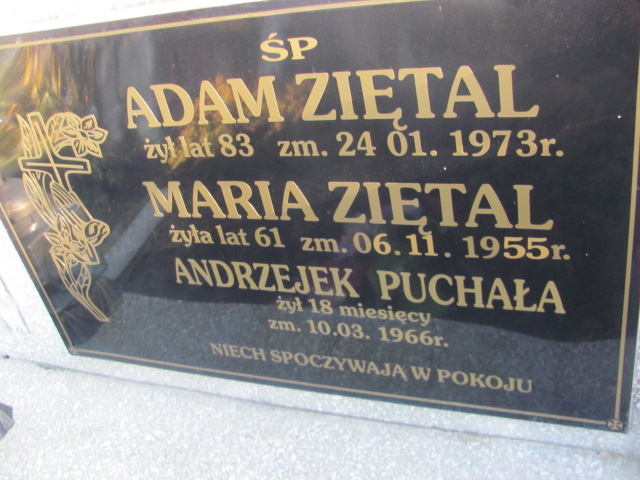 ŚP
ADAM ZIĘTAL
żył lat 83 zm. 24 01. 1973r.
MARIA ZIĘTAL
żyła lat 61 zm. 06. 11. 1955r.
ANDRZEJEK PUCHAŁA
żył 18 miesięcy
zm. 10.03. 1966r.
NIECH SPOCZYWAJĄ W POKOJU